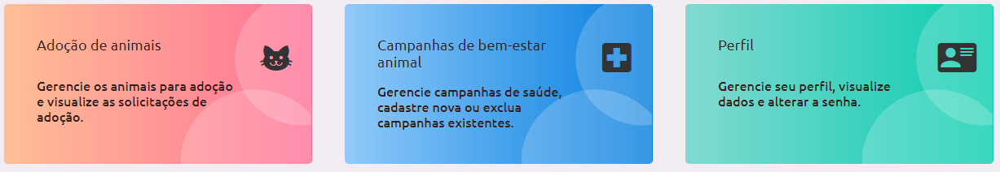 Adoção de animais
Gerencie os animais para adoção
e visualize as solicitações de
adoção.
Campanhas de bem-estar
animal
Gerencie campanhas de saúde,
cadastre nova ou exclua
campanhas existentes.
Perfil
Gerencie seu perfil, visualize
dados e alterar a senha.